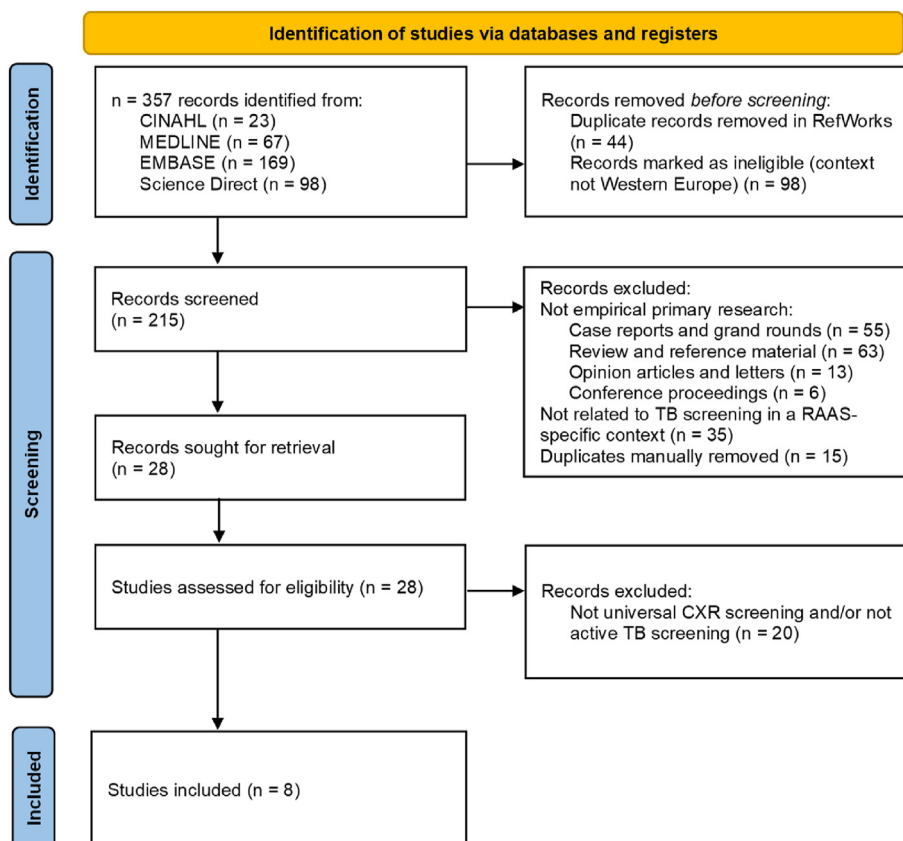 Identification of studies via databases and registers
Identification
n = 357 records identified from:
CINAHL (n = 23)
MEDLINE (n = 67)
EMBASE (n = 169)
Science Direct (n = 98)
Records removed before screening:
Duplicate records removed in RefWorks
(n = 44)
Records marked as ineligible (context
not Western Europe) (n = 98)
Screening
Records screened
(n = 215)
Records excluded:
Not empirical primary research:
Case reports and grand rounds (n = 55)
Review and reference material (n = 63)
Opinion articles and letters (n = 13)
Conference proceedings (n = 6)
Not related to TB screening in a RAAS-
specific context (n = 35)
Duplicates manually removed (n = 15)
Records sought for retrieval
(n = 28)
Studies assessed for eligibility (n = 28)
Records excluded:
Not universal CXR screening and/or not
active TB screening (n = 20)
Included
Studies included (n = 8)